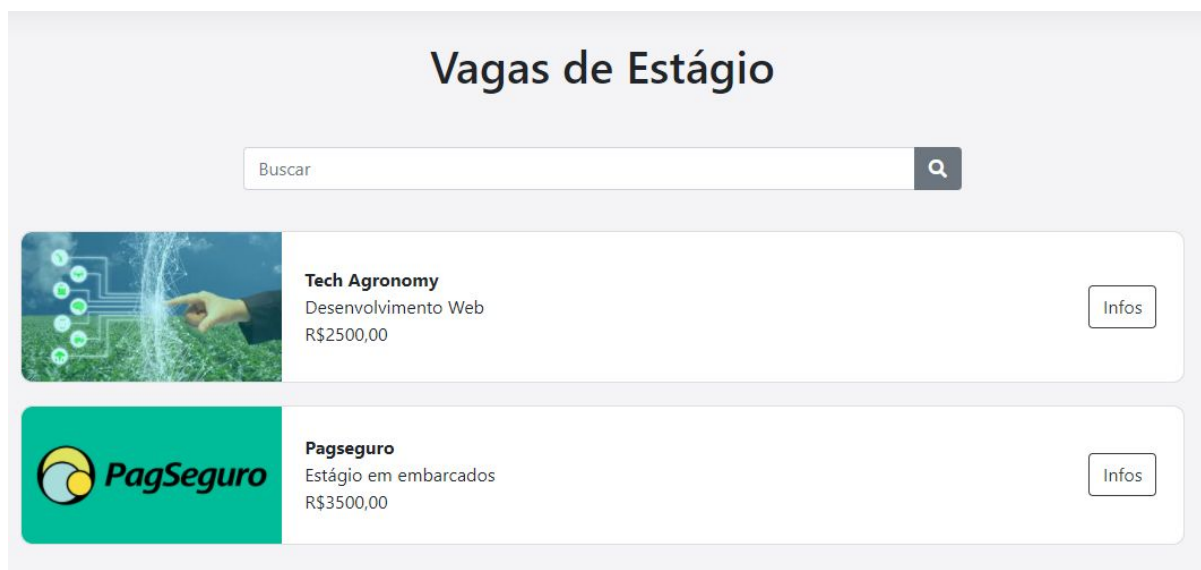 Vagas de Estágio
Buscar
Tech Agronomy
Desenvolvimento Web
R$2500,00
Infos
PagSeguro
Pagseguro
Estágio em embarcados
R$3500,00
Infos